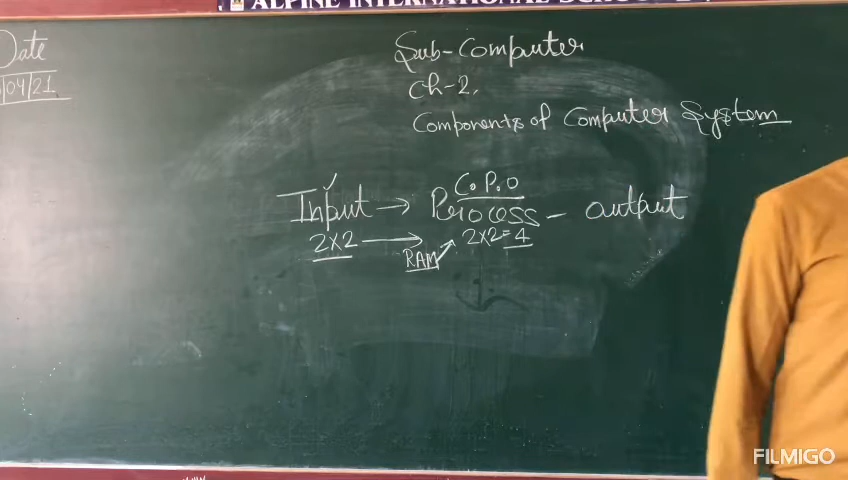 ALPINE INTERNATIONAL
Date
/04/21
Sub-Computer
Ch-2,
Components of Computer System
C.P.O
Input → Process - output
2x2 → 2x2=4
RAM
FILMIGO